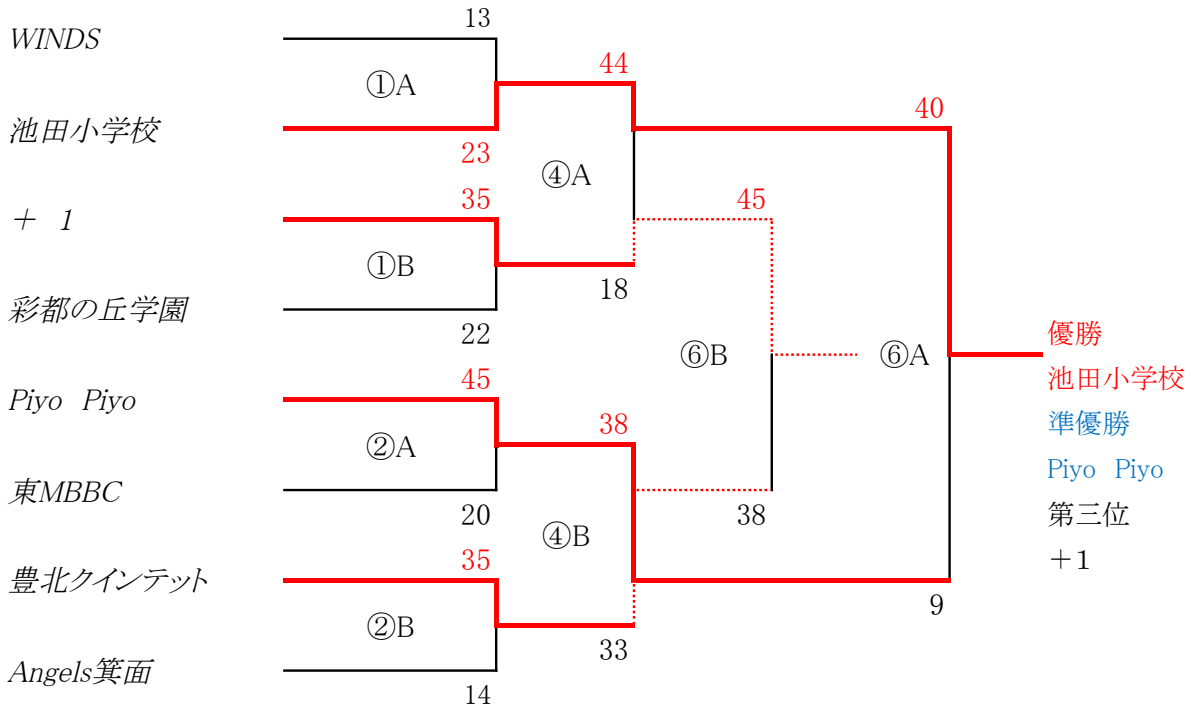 WINDS
13
①A
44
池田小学校
23
40
④A
＋ 1
35
45
①B
18
彩都の丘学園
22
⑥B
⑥A
優勝
池田小学校
準優勝
Piyo Piyo
第三位
＋1
Piyo Piyo
45
38
②A
東MBBC
20
38
④B
豊北クインテット
35
9
②B
33
Angels箕面
14